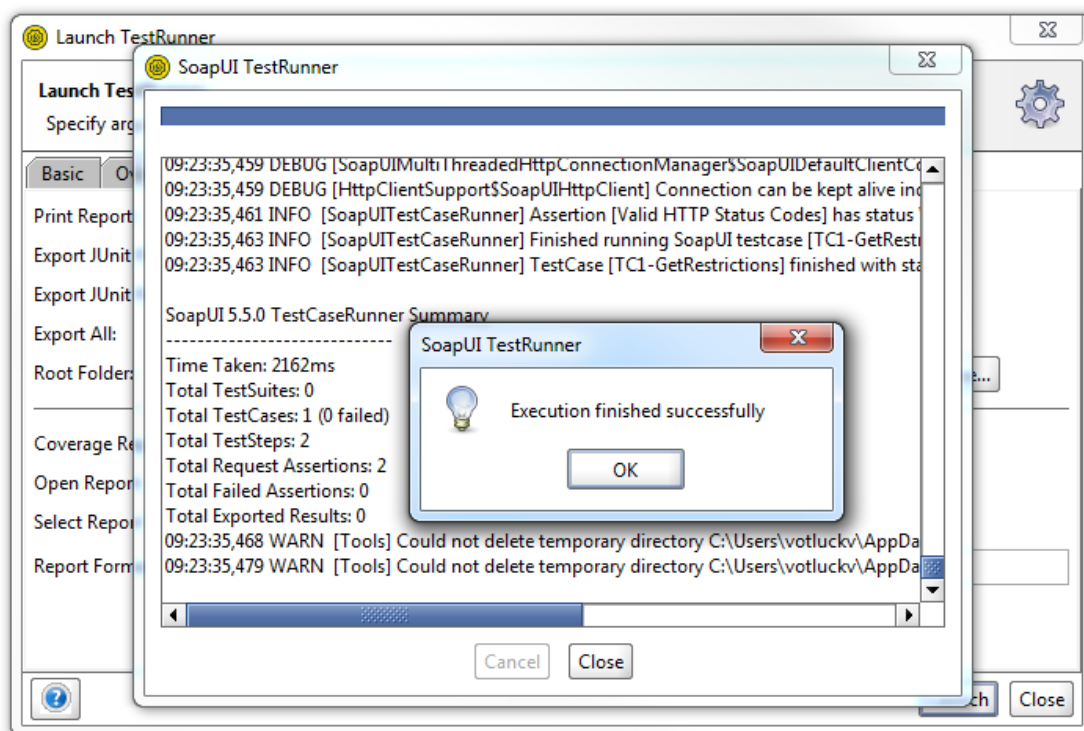 Launch TestRunner
SoapUI TestRunner
Launch Tes
Specify arg
Basic
Print Report
Export JUnit
Export JUnit
Export All:
Root Folder:
Coverage Re
Open Repor
Select Repor
Report Form
09:23:35,459 DEBUG [SoapUIMultiThreadedHttpConnectionManager$SoapUIDefaultClientCo
09:23:35,459 DEBUG [HttpClientSupport$SoapUIHttpClient] Connection can be kept alive ind
09:23:35,461 INFO [SoapUITestCaseRunner] Assertion [Valid HTTP Status Codes] has status
09:23:35,463 INFO [SoapUITestCaseRunner] Finished running SoapUI testcase [TC1-GetRestr
09:23:35,463 INFO [SoapUITestCaseRunner] TestCase [TC1-GetRestrictions] finished with sta
SoapUI 5.5.0 TestCaseRunner Summary
-----------------------------
Time Taken: 2162ms
Total TestSuites: 0
Total TestCases: 1 (0 failed)
Total TestSteps: 2
Total Request Assertions: 2
Total Failed Assertions: 0
Total Exported Results: 0
09:23:35,468 WARN [Tools] Could not delete temporary directory C:\Users\votluckv\AppDa
09:23:35,479 WARN [Tools] Could not delete temporary directory C:\Users\votluckv\AppDa
SoapUI TestRunner
Execution finished successfully
OK
e...
Cancel
Close
ch
Close